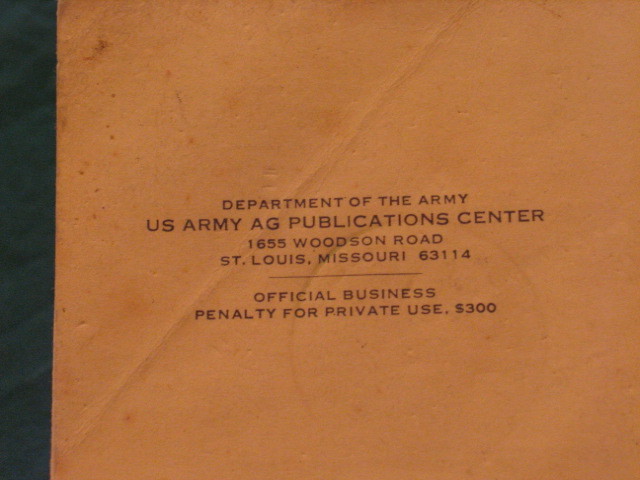 DEPARTMENT OF THE ARMY
US ARMY AG PUBLICATIONS CENTER
1655 WOODSON ROAD
ST. LOUIS, MISSOURI 63114
OFFICIAL BUSINESS
PENALTY FOR PRIVATE USE, $300